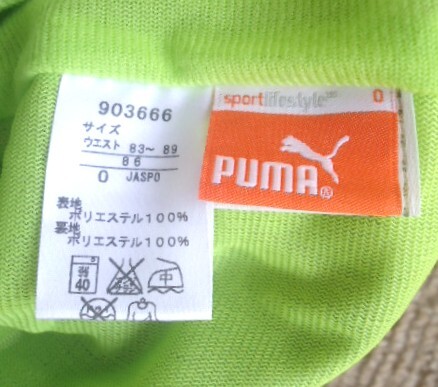 903666
サイズ
ウエスト 83~ 89
86
O JASPO
表地
ポリエステル100%
裏地
ポリエステル100%
弱
40
中
sportlifestyle
O
PUMA